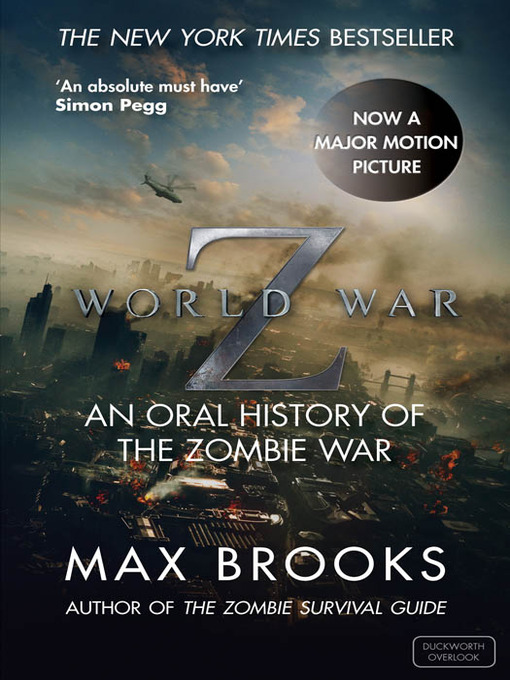 THE NEW YORK TIMES BESTSELLER
‘An absolute must have’
Simon Pegg
NOW A
MAJOR MOTION
PICTURE
Z
WORLD WAR
AN ORAL HISTORY OF
THE ZOMBIE WAR
MAX BROOKS
AUTHOR OF THE ZOMBIE SURVIVAL GUIDE
DUCKWORTH
OVERLOOK